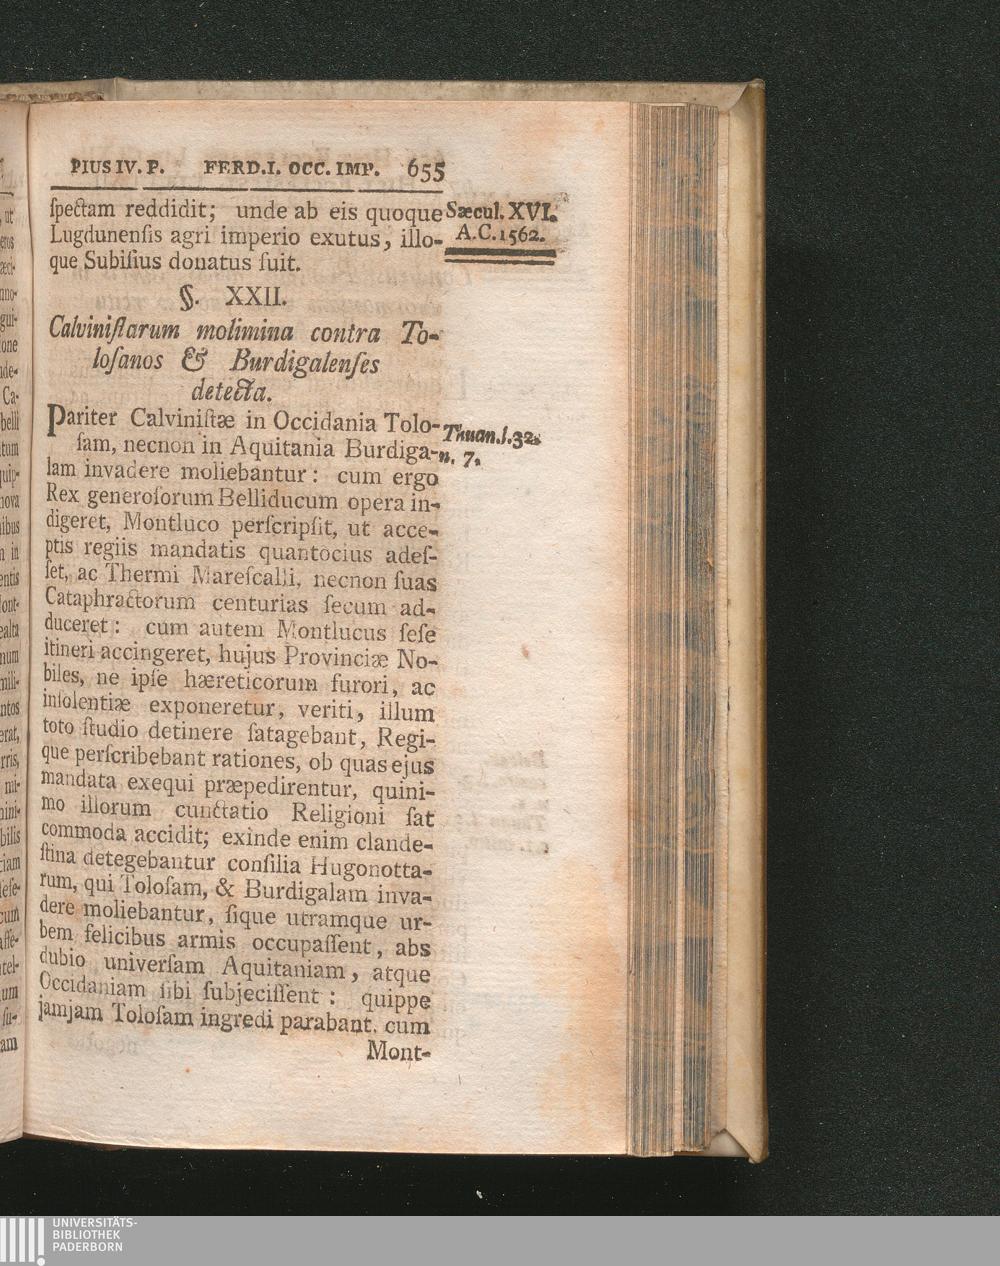 PIUS IV. P. FERD. I. OCC. IMP. 655
ſpectam reddidit; unde ab eis quoque
Lugdunenſis agri imperio exutus, illo-
que Subiſius donatus fuit.
Sæcul. XVI.
A.C. 1562.
§. XXII.
Calviniſtarum molimina contra To-
loſanos & Burdigalenſes
detecta.
Pariter Calviniſtæ in Occidania Tolo-
ſam, necnon in Aquitania Burdiga-
lam invadere moliebantur: cum ergo
Rex generoſorum Belliducum opera in-
digeret, Montluco perſcripſit, ut acce-
ptis regiis mandatis quantocius adeſ-
ſet, ac Thermi Mareſcalli, necnon ſuas
Cataphractorum centurias ſecum ad-
duceret: cum autem Montlucus ſeſe
itineri accingeret, hujus Provinciæ No-
biles, ne ipſe hæreticorum furori, ac
inſolentiæ exponeretur, veriti, illum
toto ſtudio detinere ſatagebant, Regi-
que perſcribebant rationes, ob quas ejus
mandata exequi præpedirentur, quini-
mo illorum cunctatio Religioni ſat
commoda accidit; exinde enim clande-
ſtina detegebantur conſilia Hugonotta-
rum, qui Toloſam, & Burdigalam inva-
dere moliebantur, ſique utramque ur-
bem felicibus armis occupaſſent, abs
dubio univerſam Aquitaniam, atque
Occidaniam ſibi ſubjeciſſent: quippe
jamjam Toloſam ingredi parabant, cum
Mont-
Thuan. l. 32.
n. 7.
UNIVERSITÄTS-
BIBLIOTHEK
PADERBORN